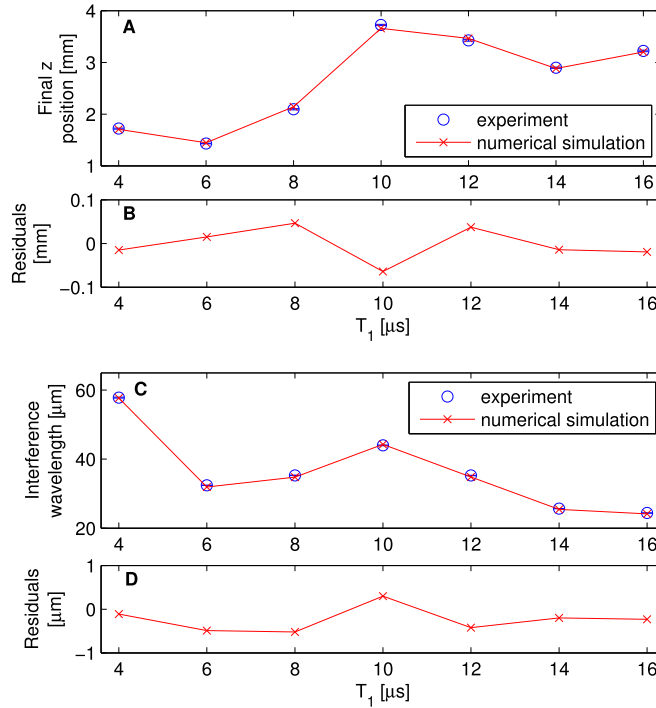 A
Final z
position [mm]
4
3
2
1
experiment
numerical simulation
4 6 8 10 12 14 16
B
Residuals
[mm]
0.1
0
−0.1
4 6 8 10 12 14 16
T1 [μs]
C
Interference
wavelength [μm]
60
40
20
experiment
numerical simulation
4 6 8 10 12 14 16
D
Residuals
[μm]
1
0
−1
4 6 8 10 12 14 16
T1 [μs]